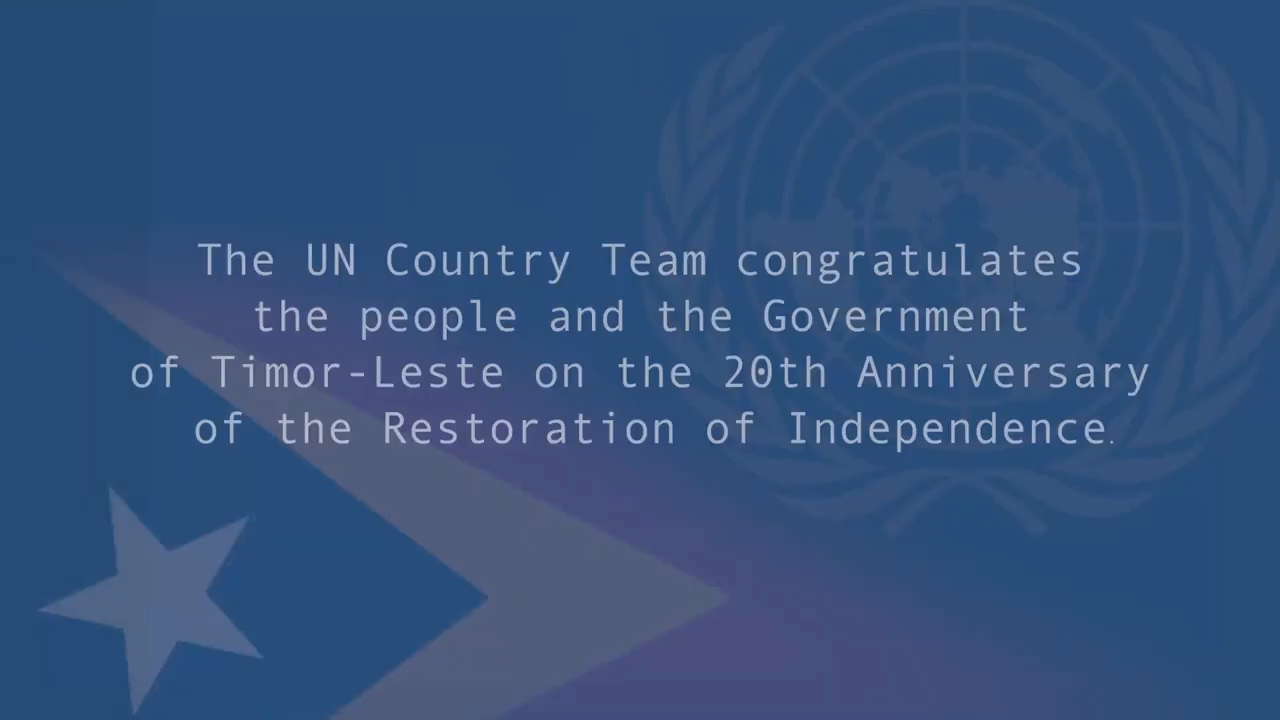 The UN Country Team congratulates
the people and the Government
of Timor-Leste on the 20th Anniversary
of the Restoration of Independence.